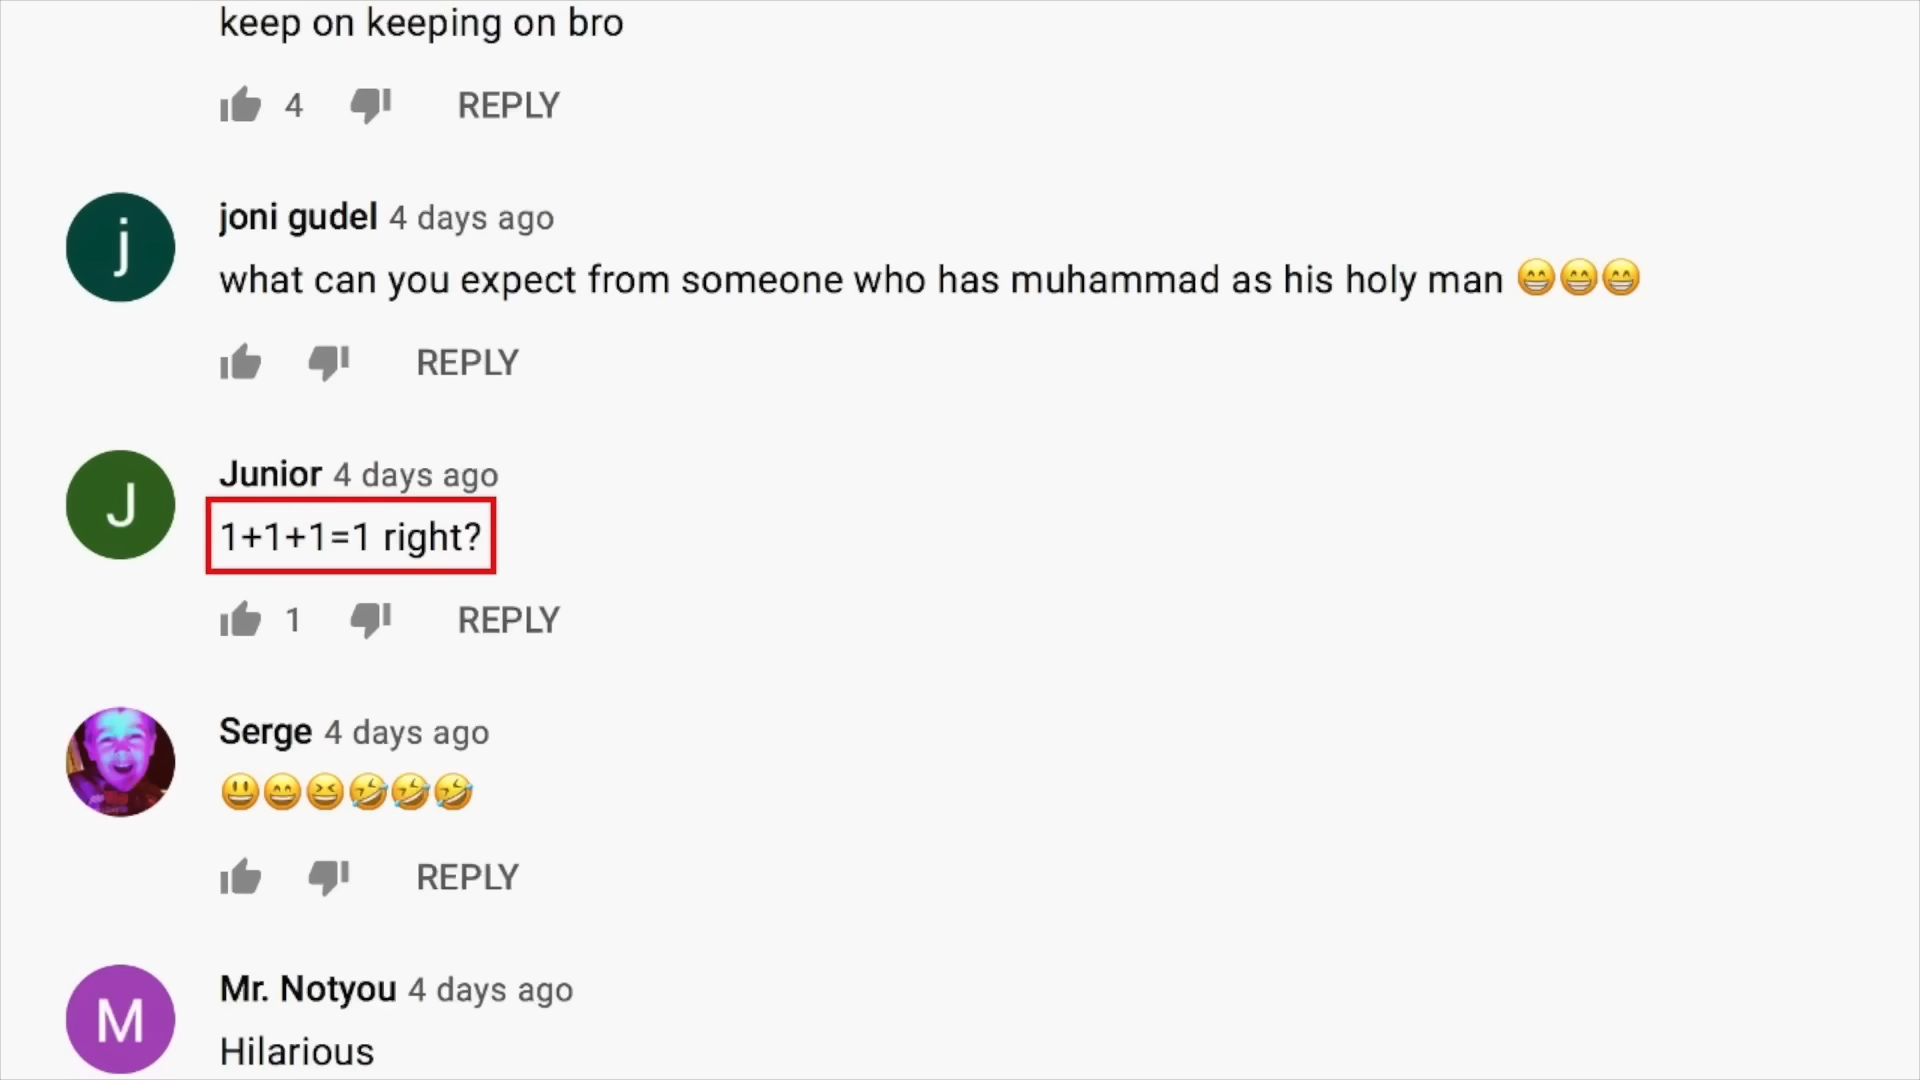 keep on keeping on bro
4 REPLY
j
joni gudel 4 days ago
what can you expect from someone who has muhammad as his holy man 😁😁😁
REPLY
J
Junior 4 days ago
1+1+1=1 right?
1 REPLY
Serge 4 days ago
😃😄😆🤣🤣🤣
REPLY
M
Mr. Notyou 4 days ago
Hilarious